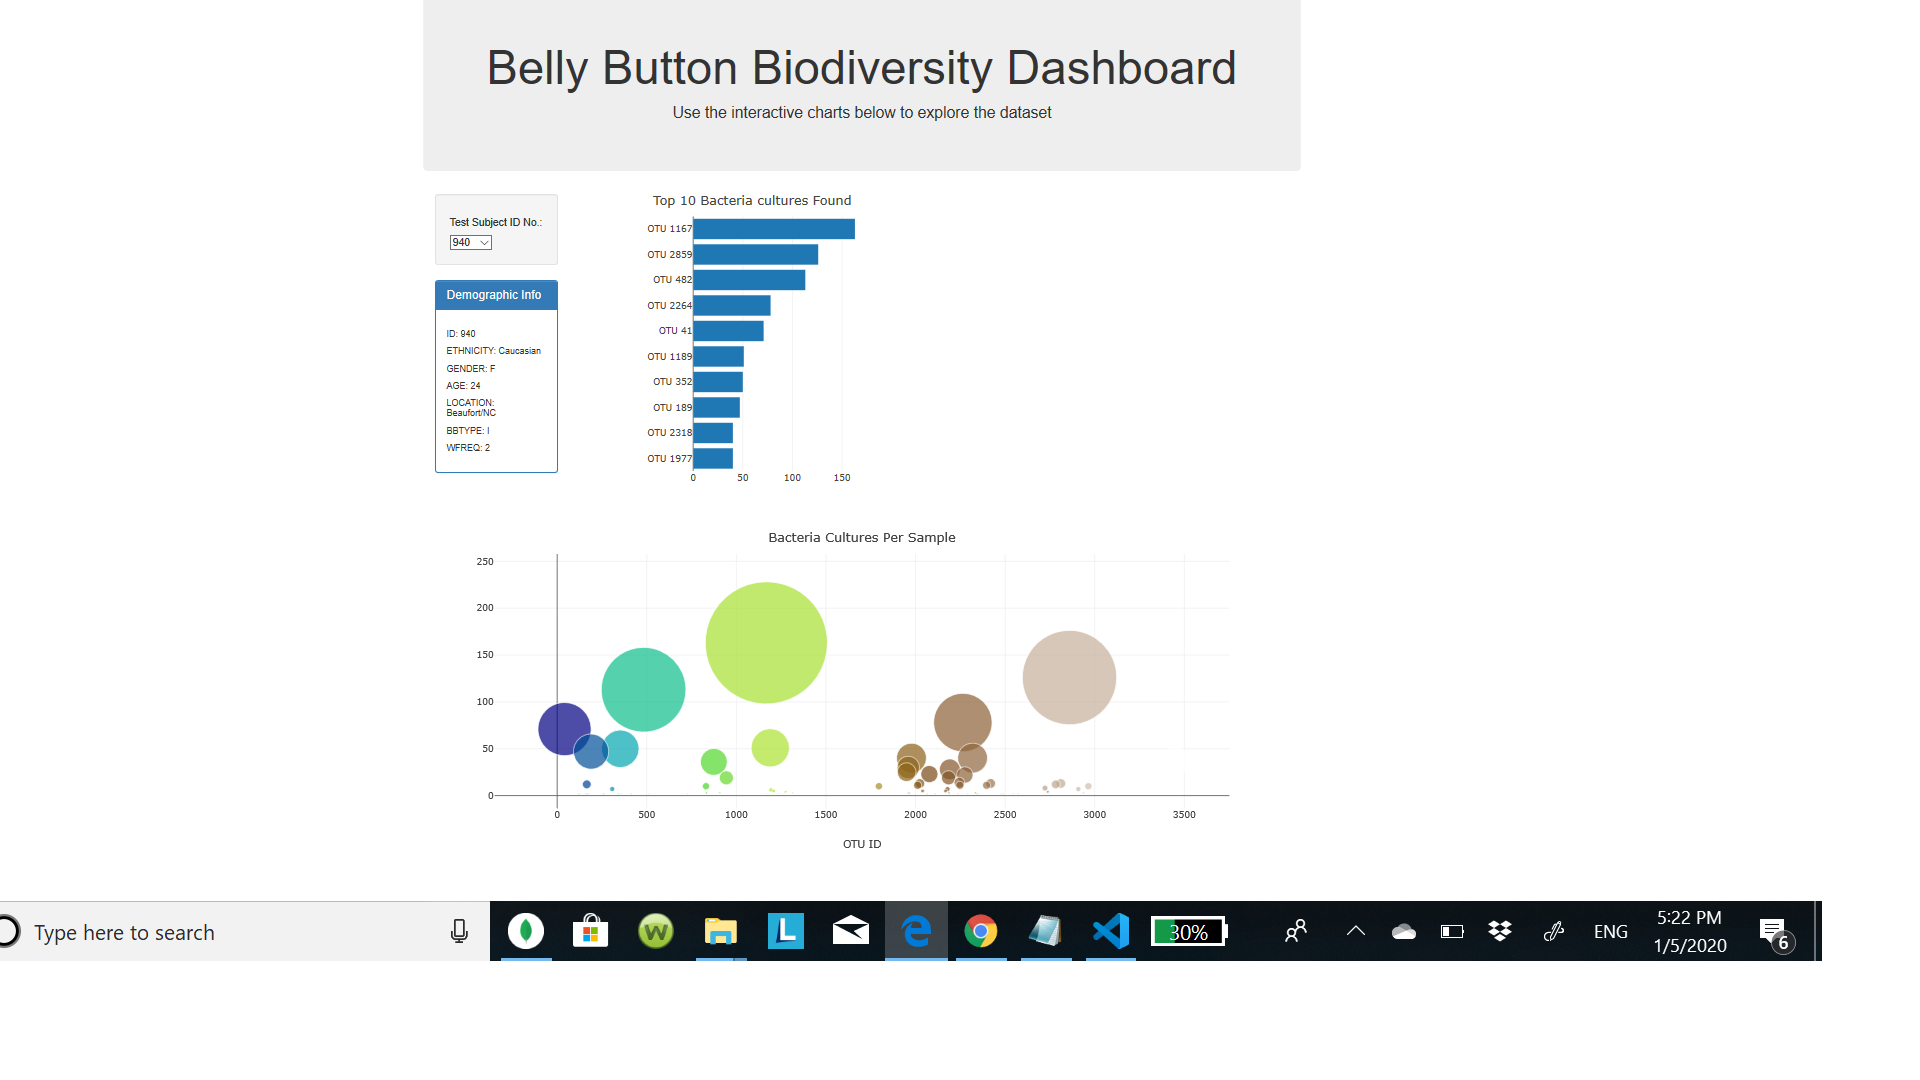 Belly Button Biodiversity Dashboard
Use the interactive charts below to explore the dataset
Test Subject ID No.:
940
Demographic Info
ID: 940
ETHNICITY: Caucasian
GENDER: F
AGE: 24
LOCATION:
Beaufort/NC
BBTYPE: I
WFREQ: 2
Top 10 Bacteria cultures Found
OTU 1167
OTU 2859
OTU 482
OTU 2264
OTU 41
OTU 1189
OTU 352
OTU 189
OTU 2318
OTU 1977
0 50 100 150
Bacteria Cultures Per Sample
250
200
150
100
50
0
0 500 1000 1500 2000 2500 3000 3500
OTU ID
Type here to search
W
L
30%
ENG
5:22 PM
1/5/2020
6